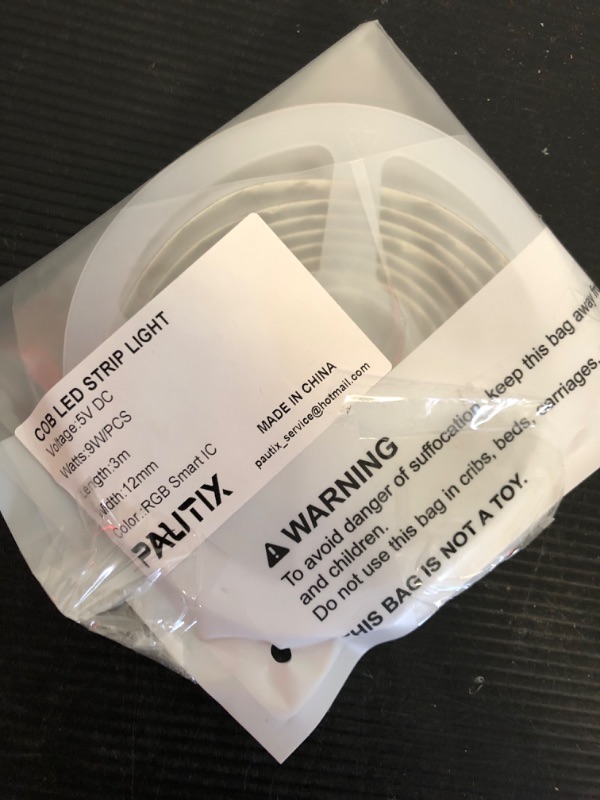 COB LED STRIP LIGHT
Voltage:5V DC
Watts:9W/PCS
Length:3m
Width:12mm
Color:RGB Smart IC
PAUTIX
MADE IN CHINA
pautix_service@hotmail.com
WARNING
To avoid danger of suffocation, keep this bag away
and children.
Do not use this bag in cribs, beds, carriages,
THIS BAG IS NOT A TOY.